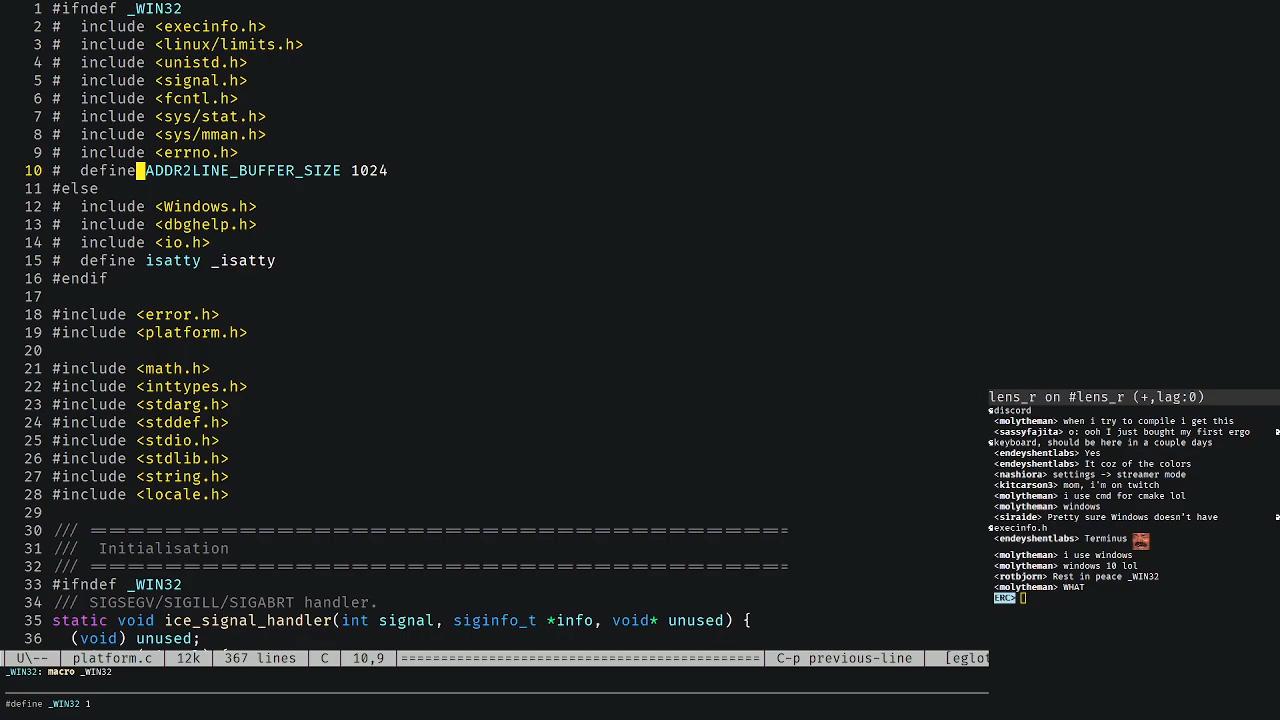 1 #ifndef _WIN32
2 #  include <execinfo.h>
3 #  include <linux/limits.h>
4 #  include <unistd.h>
5 #  include <signal.h>
6 #  include <fcntl.h>
7 #  include <sys/stat.h>
8 #  include <sys/mman.h>
9 #  include <errno.h>
10 #  define ADDR2LINE_BUFFER_SIZE 1024
11 #else
12 #  include <Windows.h>
13 #  include <dbghelp.h>
14 #  include <io.h>
15 #  define isatty _isatty
16 #endif
17
18 #include <error.h>
19 #include <platform.h>
20
21 #include <math.h>
22 #include <inttypes.h>
23 #include <stdarg.h>
24 #include <stddef.h>
25 #include <stdio.h>
26 #include <stdlib.h>
27 #include <string.h>
28 #include <locale.h>
29
30 /// ===========================================================================
31 ///  Initialisation
32 /// ===========================================================================
33 #ifndef _WIN32
34 /// SIGSEGV/SIGILL/SIGABRT handler.
35 static void ice_signal_handler(int signal, siginfo_t *info, void* unused) {
36   (void) unused;
U\-- platform.c 12k 367 lines C 10,9 ======================================= C-p previous-line [eglot
_WIN32: macro _WIN32
#define _WIN32 1
lens_r on #lens_r (+,lag:0)
discord
<molytheman> when i try to compile i get this
<sassyfajita> o: ooh I just bought my first ergo
keyboard, should be here in a couple days
<endeyshentlabs> Yes
<endeyshentlabs> It coz of the colors
<nashiora> settings -> streamer mode
<kitcarson3> mom, i'm on twitch
<molytheman> i use cmd for cmake lol
<molytheman> windows
<siraide> Pretty sure Windows doesn't have
execinfo.h
<endeyshentlabs> Terminus
<molytheman> i use windows
<molytheman> windows 10 lol
<rotbjorn> Rest in peace _WIN32
<molytheman> WHAT
ERC>